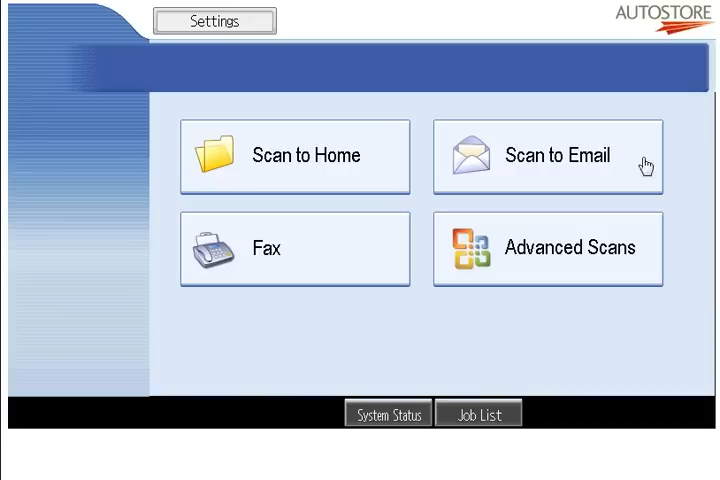 Settings
AUTOSTORE
Scan to Home
Scan to Email
Fax
Advanced Scans
System Status
Job List